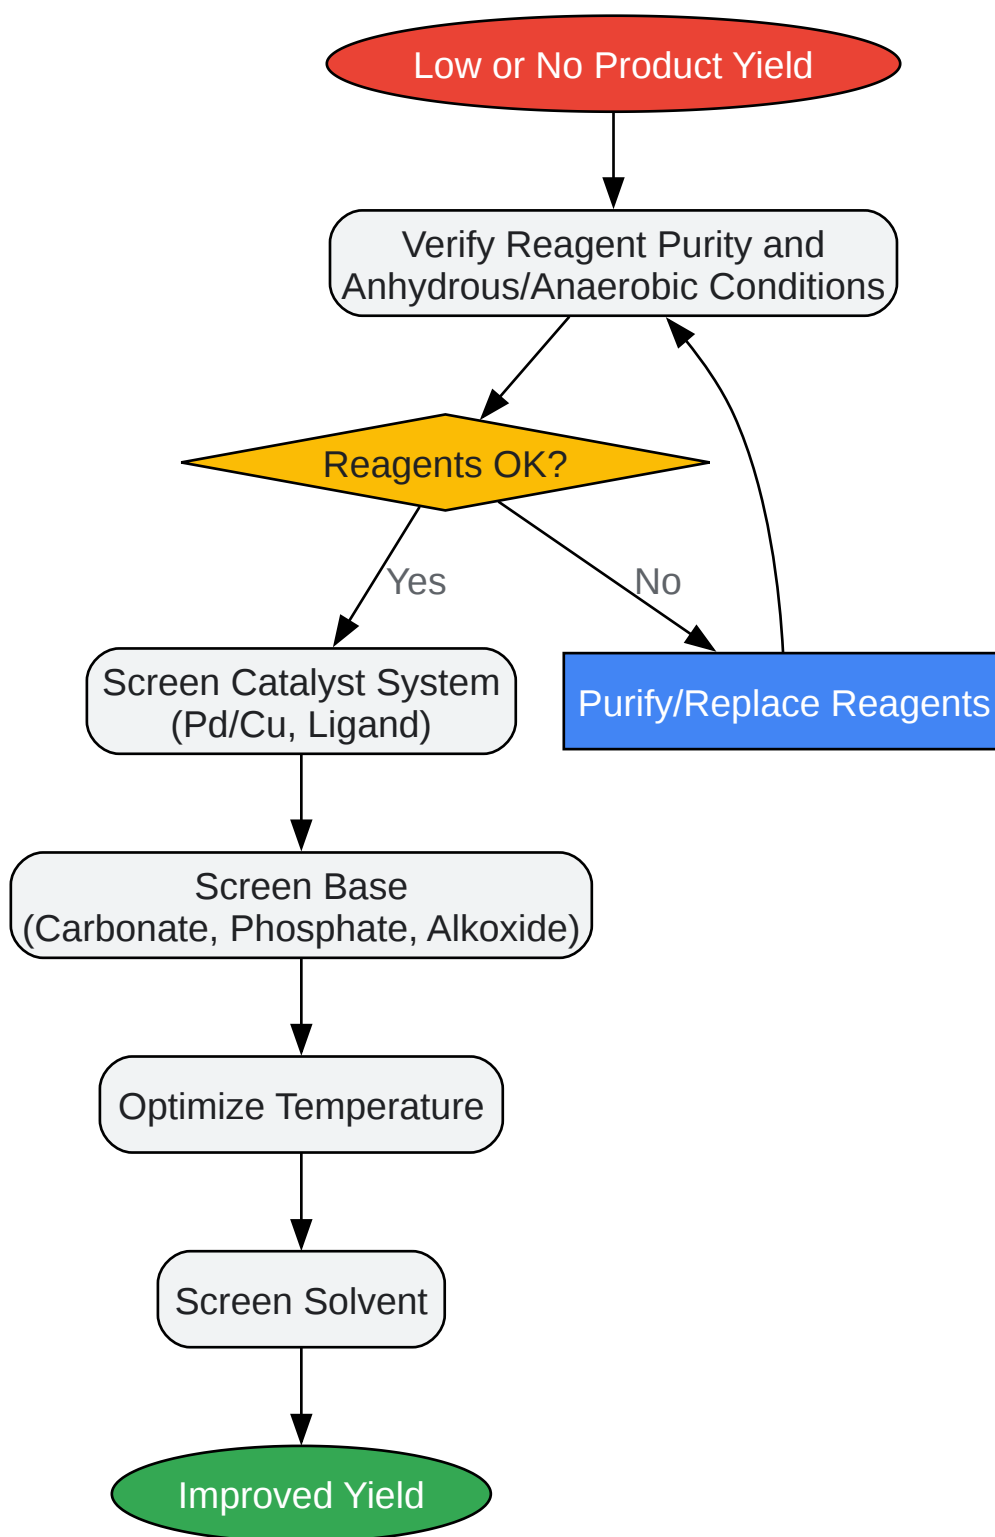 Low or No Product Yield
Verify Reagent Purity and
Anhydrous/Anaerobic Conditions
Reagents OK?
Yes
No
Screen Catalyst System
(Pd/Cu, Ligand)
Purify/Replace Reagents
Screen Base
(Carbonate, Phosphate, Alkoxide)
Optimize Temperature
Screen Solvent
Improved Yield